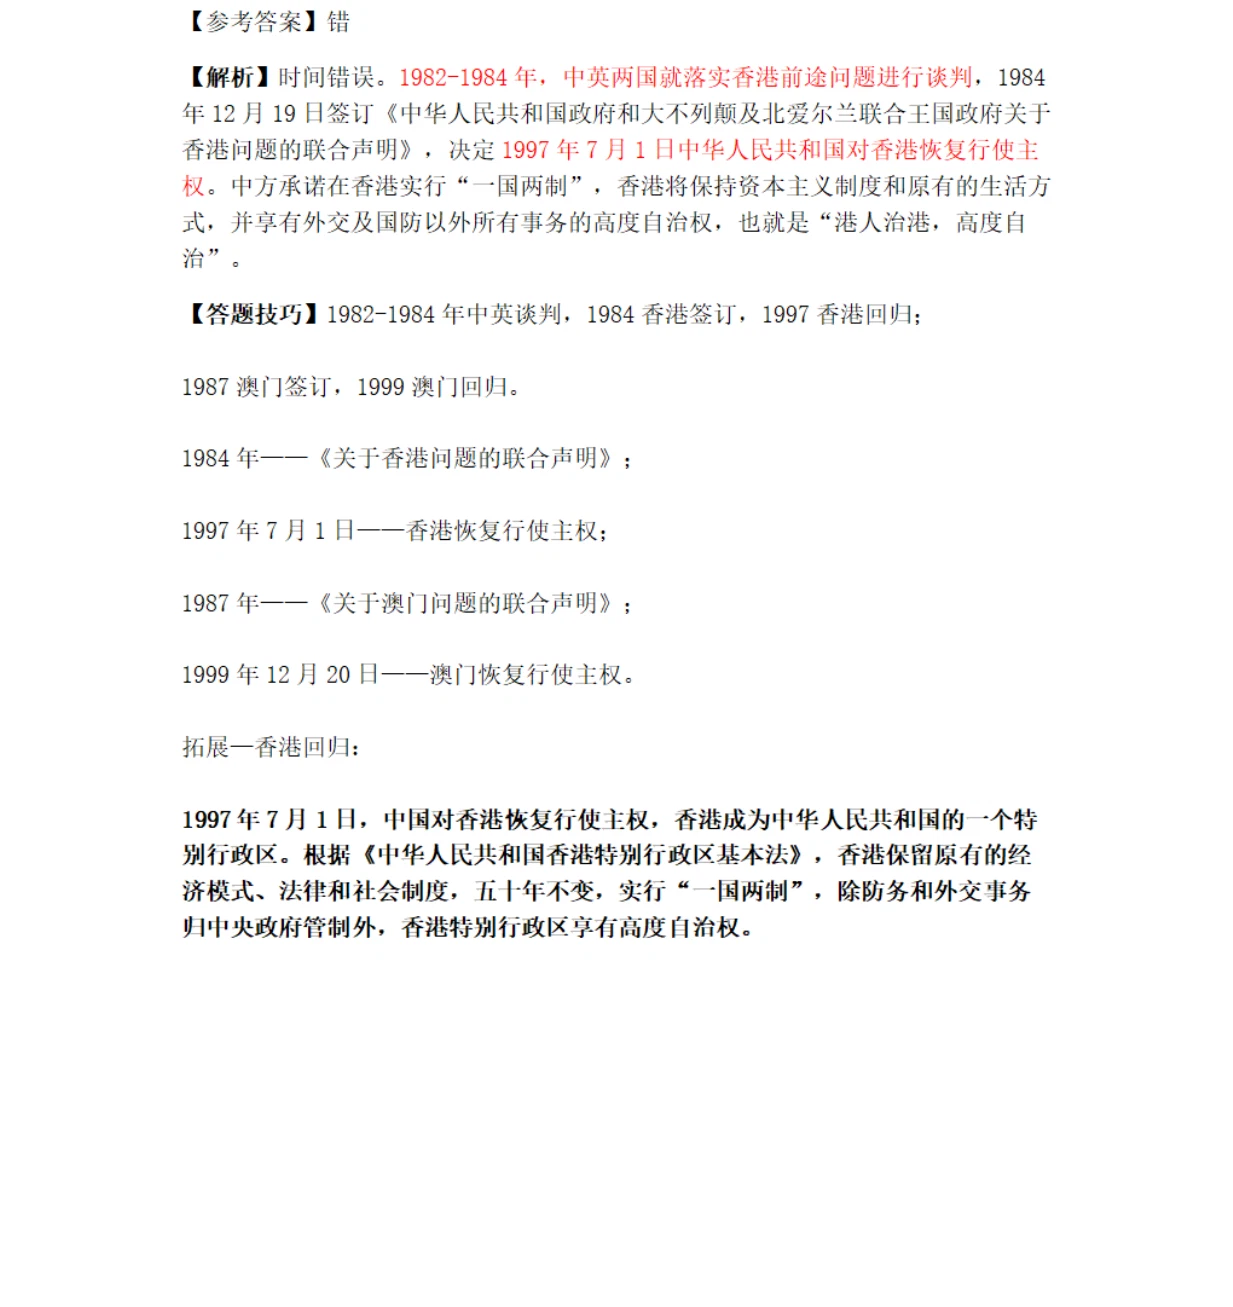 【参考答案】错
【解析】时间错误。1982-1984 年，中英两国就落实香港前途问题进行谈判，1984
年 12 月 19 日签订《中华人民共和国政府和大不列颠及北爱尔兰联合王国政府关于
香港问题的联合声明》，决定 1997 年 7 月 1 日中华人民共和国对香港恢复行使主
权。中方承诺在香港实行“一国两制”，香港将保持资本主义制度和原有的生活方
式，并享有外交及国防以外所有事务的高度自治权，也就是“港人治港，高度自
治”。
【答题技巧】1982-1984 年中英谈判，1984 香港签订，1997 香港回归；
1987 澳门签订，1999 澳门回归。
1984 年——《关于香港问题的联合声明》；
1997 年 7 月 1 日——香港恢复行使主权；
1987 年——《关于澳门问题的联合声明》；
1999 年 12 月 20 日——澳门恢复行使主权。
拓展—香港回归：
1997 年 7 月 1 日，中国对香港恢复行使主权，香港成为中华人民共和国的一个特
别行政区。根据《中华人民共和国香港特别行政区基本法》，香港保留原有的经
济模式、法律和社会制度，五十年不变，实行“一国两制”，除防务和外交事务
归中央政府管制外，香港特别行政区享有高度自治权。